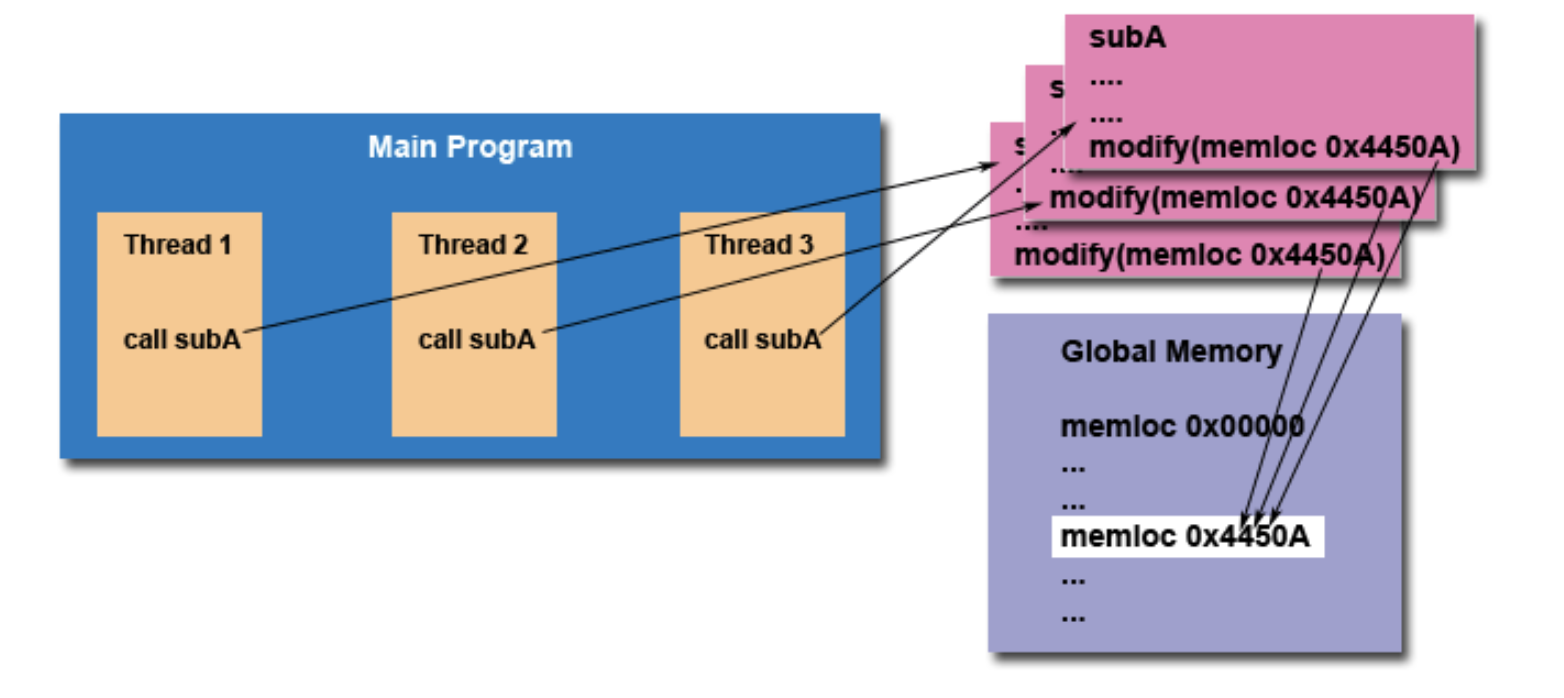 Main Program
Thread 1
call subA
Thread 2
call subA
Thread 3
call subA
subA
....
....
modify(memloc 0x4450A)
s
....
modify(memloc 0x4450A)
s
....
modify(memloc 0x4450A)
Global Memory
memloc 0x00000
...
...
memloc 0x4450A
...
...